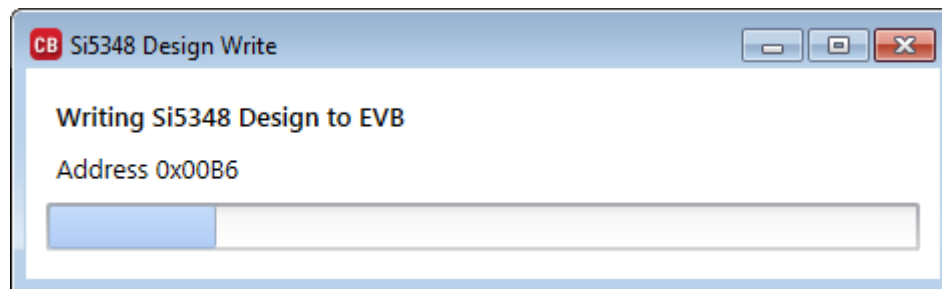 CB Si5348 Design Write
Writing Si5348 Design to EVB
Address 0x00B6